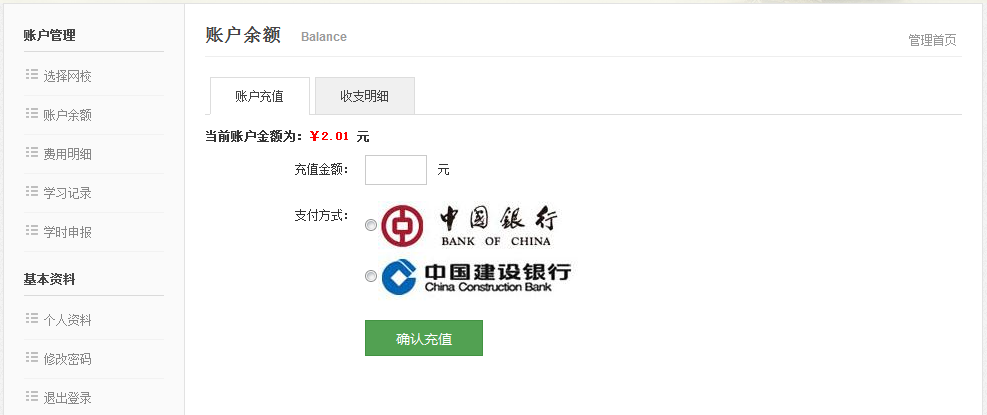 账户管理
选择网校
账户余额
费用明细
学习记录
学时申报
基本资料
个人资料
修改密码
退出登录
账户余额 Balance
管理首页
账户充值 收支明细
当前账户金额为：￥2.01 元
充值金额： 元
支付方式：
中国银行
BANK OF CHINA
中国建设银行
China Construction Bank
确认充值